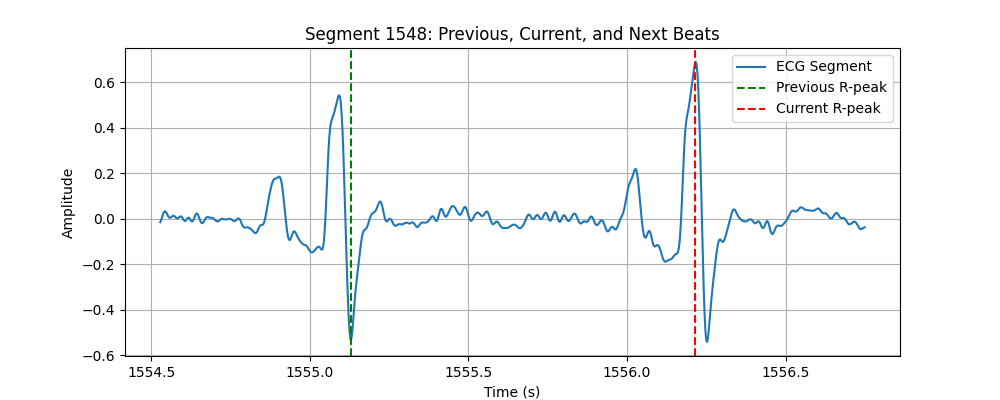 Segment 1548: Previous, Current, and Next Beats
ECG Segment
Previous R-peak
Current R-peak
Amplitude
0.6
0.4
0.2
0.0
−0.2
−0.4
−0.6
1554.5 1555.0 1555.5 1556.0 1556.5
Time (s)